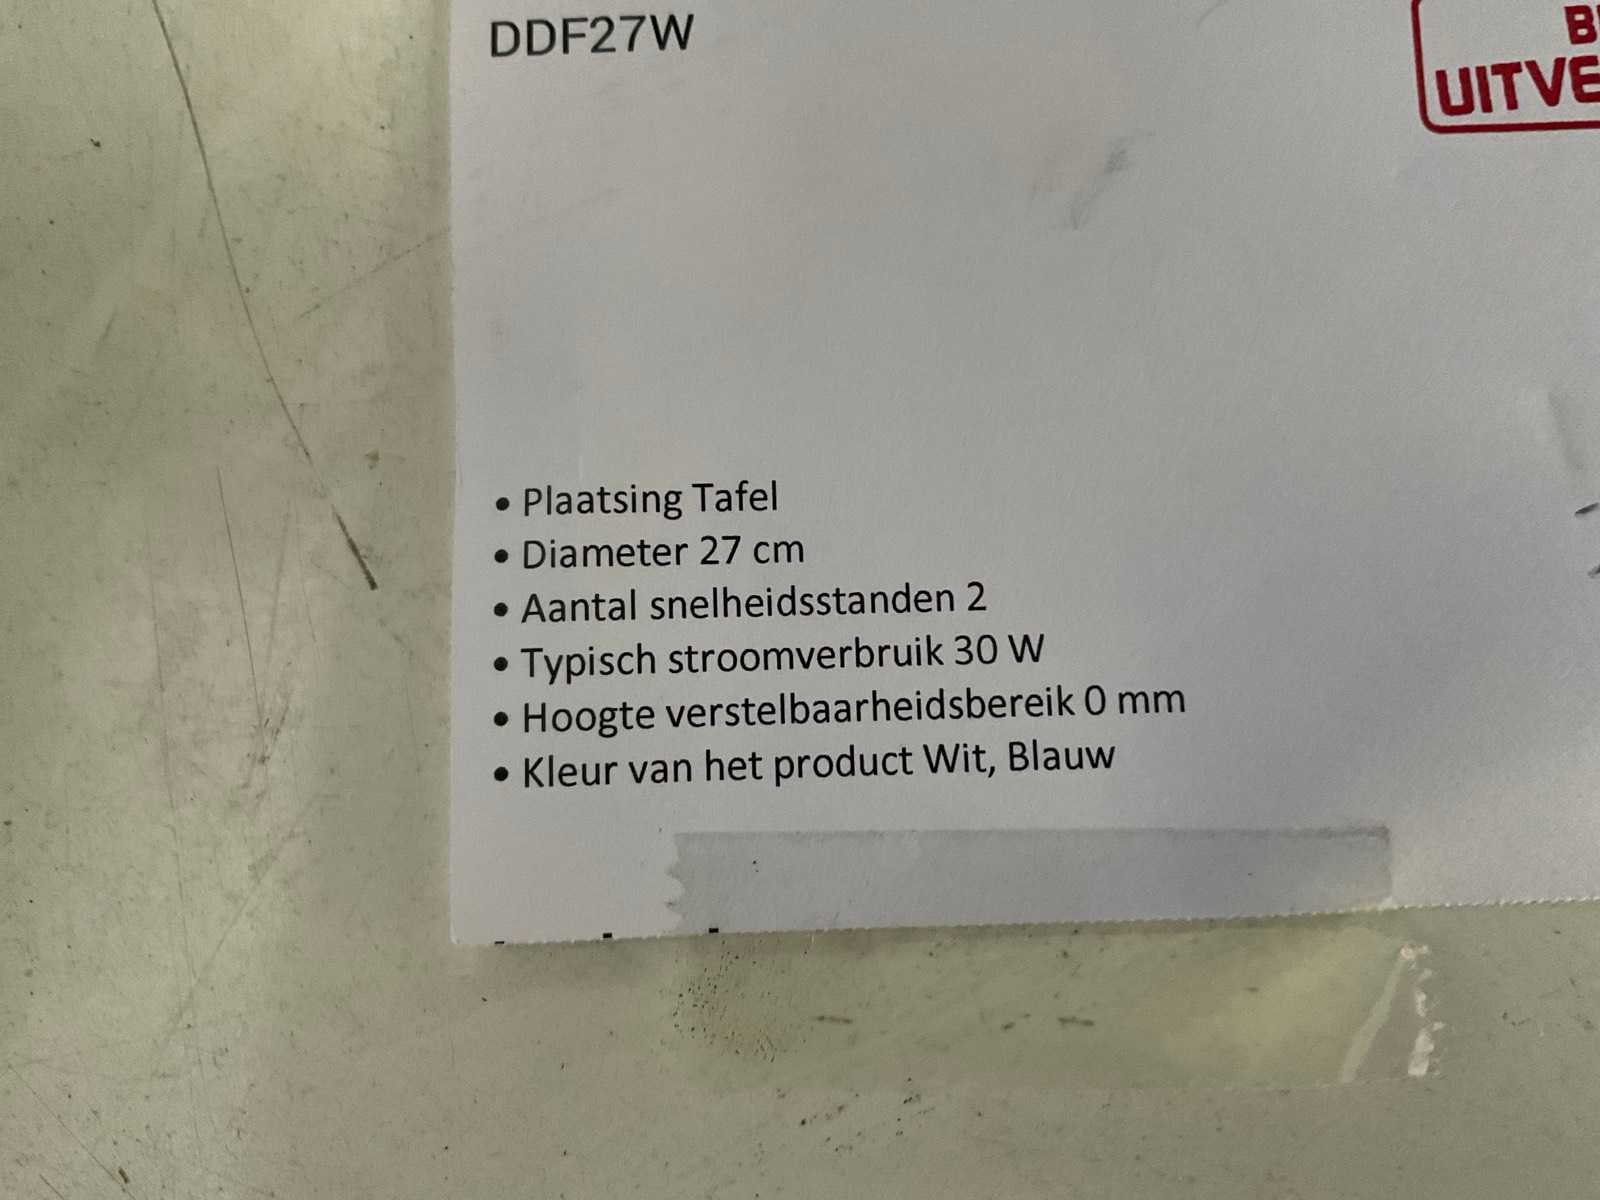 DDF27W
UITVE
• Plaatsing Tafel
• Diameter 27 cm
• Aantal snelheidsstanden 2
• Typisch stroomverbruik 30 W
• Hoogte verstelbaarheidsbereik 0 mm
• Kleur van het product Wit, Blauw